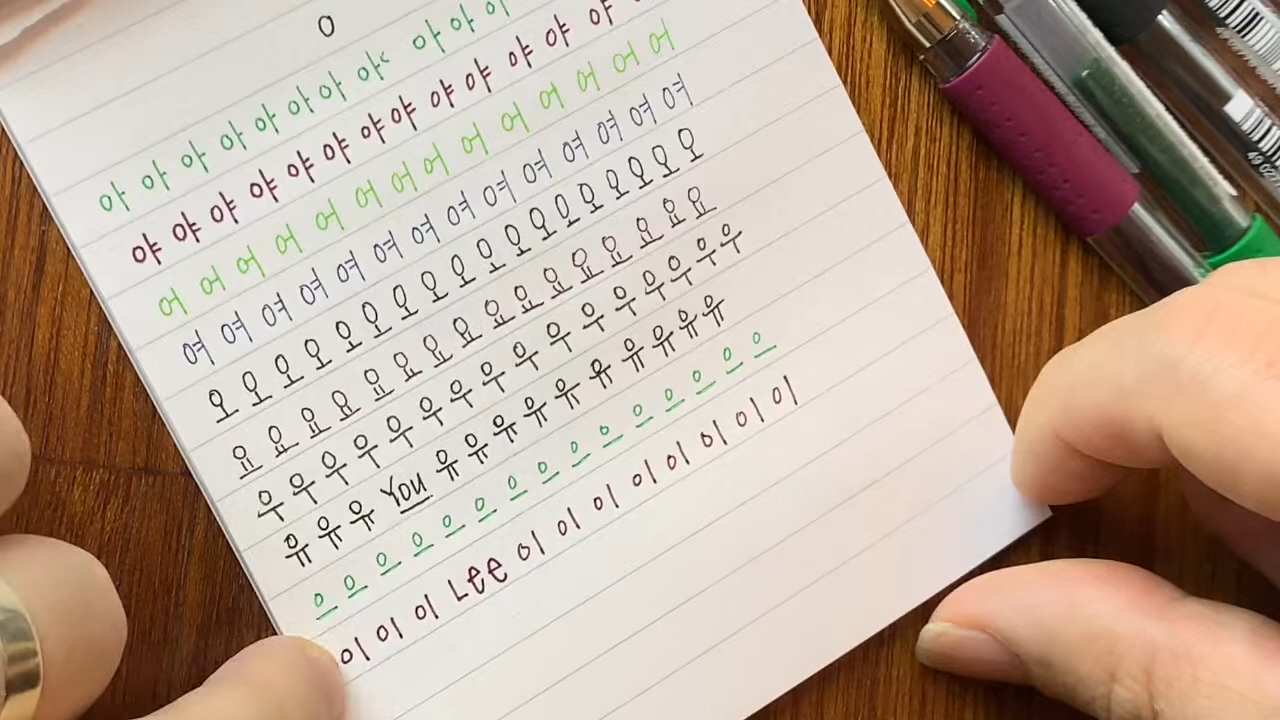 ㅇ
아 아 아 아 아 아 아 아 아 아 아
야 야 야 야 야 야 야 야 야 야 야 야 야
어 어 어 어 어 어 어 어 어 어 어 어 어 어
여 여 여 여 여 여 여 여 여 여 여 여 여 여
오 오 오 오 오 오 오 오 오 오 오 오 오 오 오 오 오 오
요 요 요 요 요 요 요 요 요 요 요 요 요 요 요 요
우 우 우 우 우 우 우 우 우 우 우 우 우 우 우 우
유 유 유 You 유 유 유 유 유 유 유 유 유 유
으 으 으 으 으 으 으 으 으 으 으 으 으 으 으
이 이 이 Lee 이 이 이 이 이 이 이 이